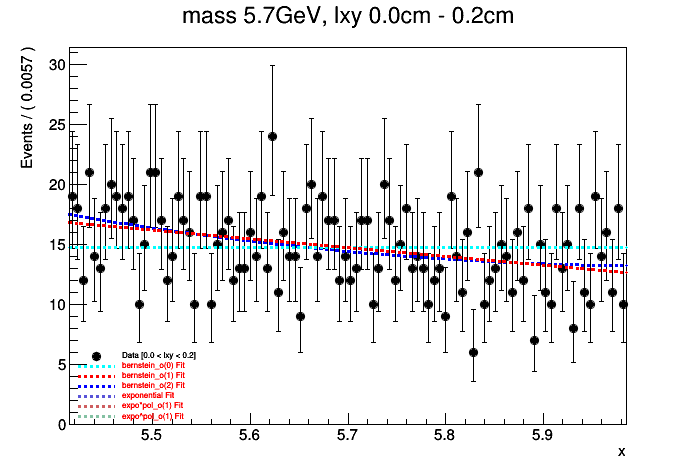 mass 5.7GeV, lxy 0.0cm - 0.2cm
Events / ( 0.0057 )
30
25
20
15
10
5
0
Data [0.0 < lxy < 0.2]
bernstein_o(0) Fit
bernstein_o(1) Fit
bernstein_o(2) Fit
exponential Fit
expo*pol_o(1) Fit
expo^pol_o(1) Fit
5.5 5.6 5.7 5.8 5.9
x